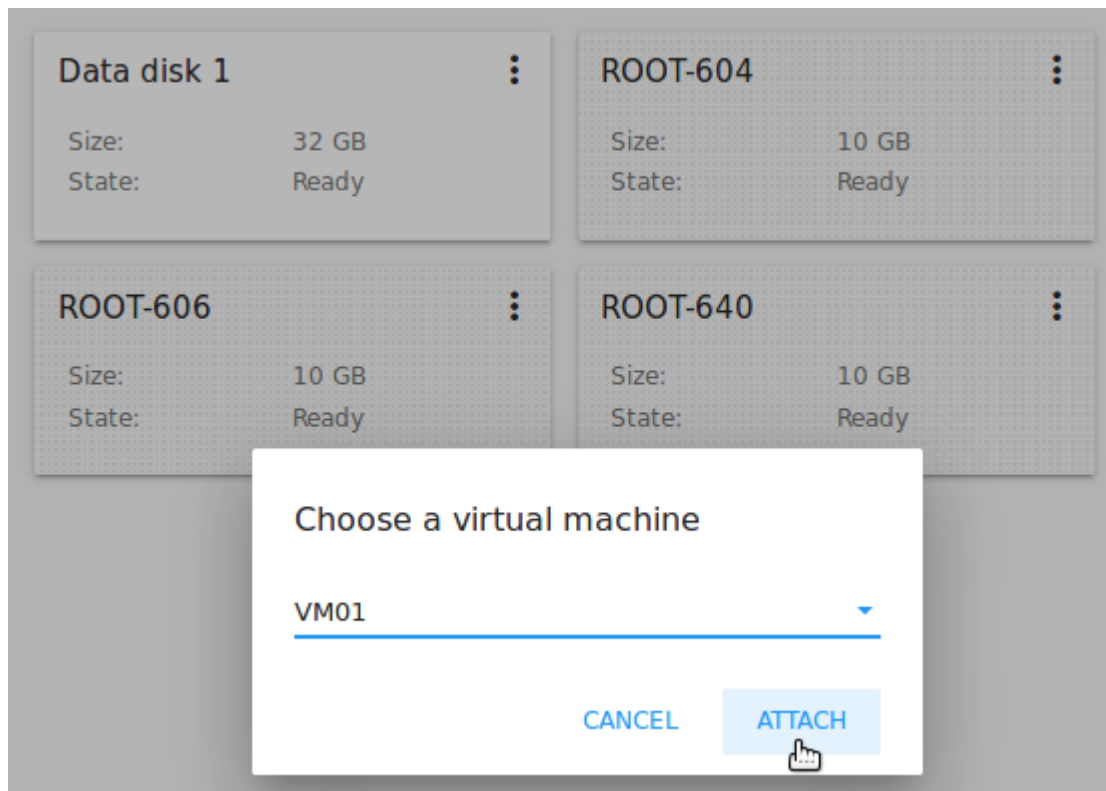 Data disk 1
Size: 32 GB
State: Ready
ROOT-604
Size: 10 GB
State: Ready
ROOT-606
Size: 10 GB
State: Ready
ROOT-640
Size: 10 GB
State: Ready
Choose a virtual machine
VM01
CANCEL ATTACH